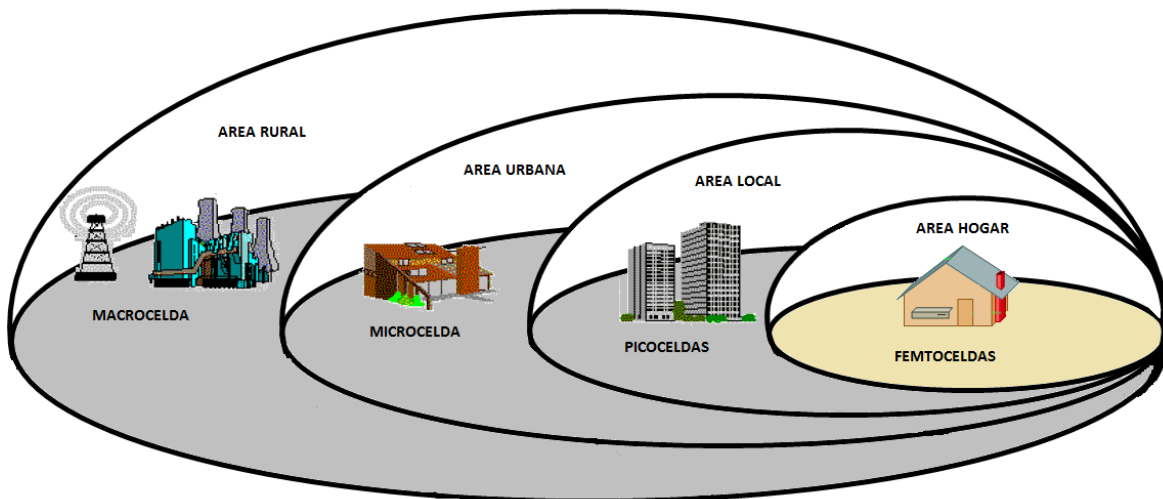 AREA RURAL
AREA URBANA
AREA LOCAL
AREA HOGAR
MACROCELDA
MICROCELDA
PICOCELDAS
FEMTOCELDAS